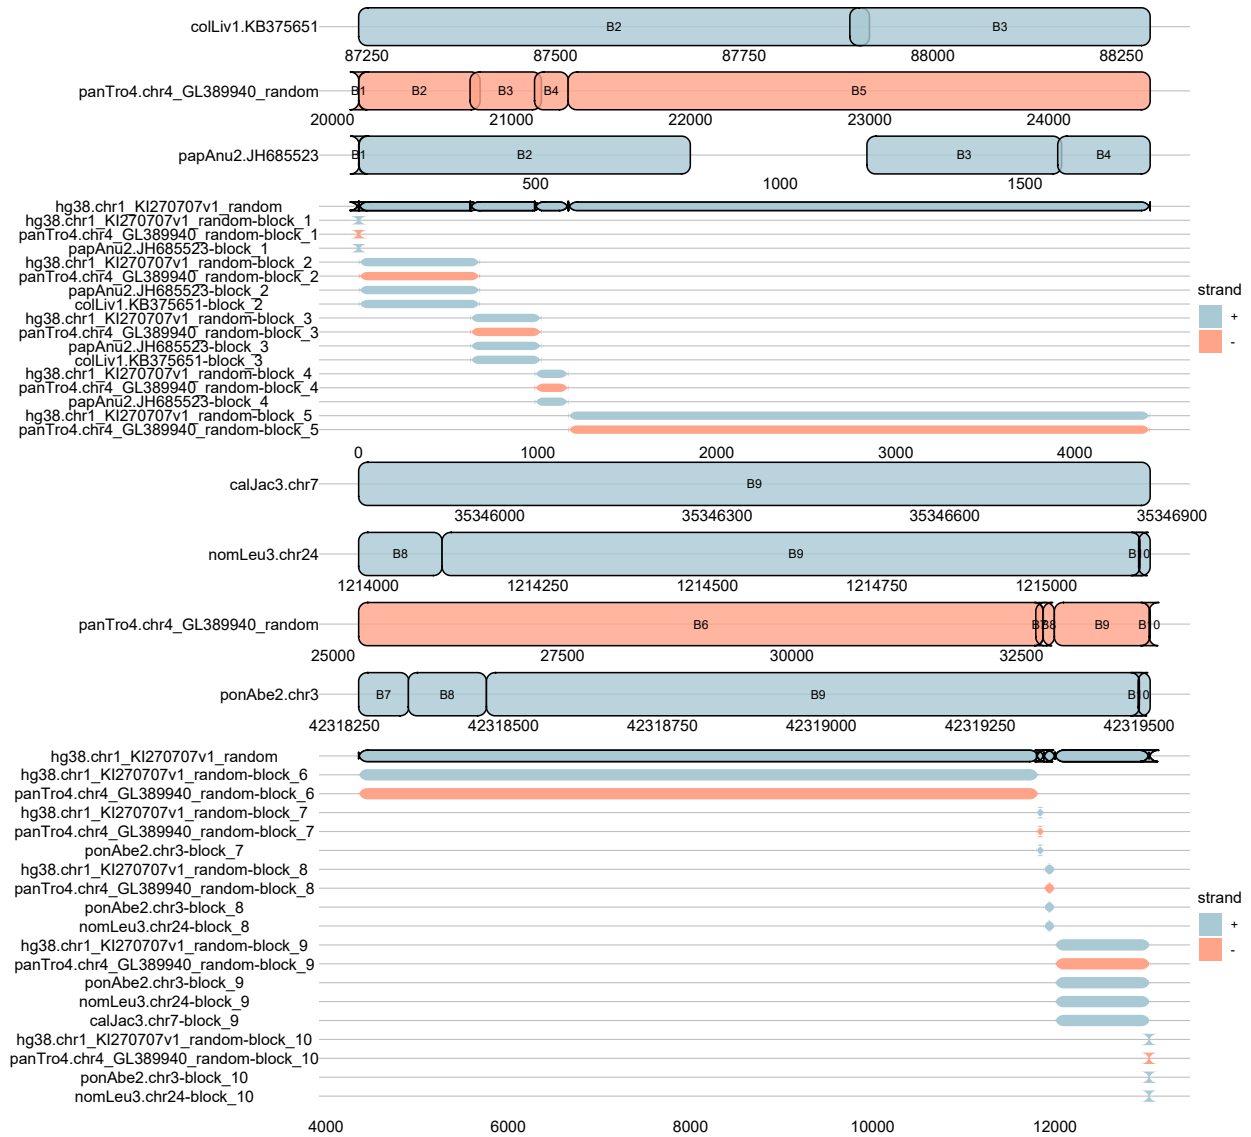 colLiv1.KB375651 B2 B3
87250 87500 87750 88000 88250
panTro4.chr4_GL389940_random B1 B2 B3 B4 B5
20000 21000 22000 23000 24000
papAnu2.JH685523 B1 B2 B3 B4
500 1000 1500
hg38.chr1_KI270707v1_random
hg38.chr1_KI270707v1_random-block_1
panTro4.chr4_GL389940_random-block_1
papAnu2.JH685523-block_1
hg38.chr1_KI270707v1_random-block_2
panTro4.chr4_GL389940_random-block_2
papAnu2.JH685523-block_2
colLiv1.KB375651-block_2
hg38.chr1_KI270707v1_random-block_3
panTro4.chr4_GL389940_random-block_3
papAnu2.JH685523-block_3
colLiv1.KB375651-block_3
hg38.chr1_KI270707v1_random-block_4
panTro4.chr4_GL389940_random-block_4
papAnu2.JH685523-block_4
hg38.chr1_KI270707v1_random-block_5
panTro4.chr4_GL389940_random-block_5
0 1000 2000 3000 4000
strand
+
-
calJac3.chr7 B9
35346000 35346300 35346600 35346900
nomLeu3.chr24 B8 B9 B10
1214000 1214250 1214500 1214750 1215000
panTro4.chr4_GL389940_random B6 B7 B8 B9 B10
25000 27500 30000 32500
ponAbe2.chr3 B7 B8 B9 B10
42318250 42318500 42318750 42319000 42319250 42319500
hg38.chr1_KI270707v1_random
hg38.chr1_KI270707v1_random-block_6
panTro4.chr4_GL389940_random-block_6
hg38.chr1_KI270707v1_random-block_7
panTro4.chr4_GL389940_random-block_7
ponAbe2.chr3-block_7
hg38.chr1_KI270707v1_random-block_8
panTro4.chr4_GL389940_random-block_8
ponAbe2.chr3-block_8
nomLeu3.chr24-block_8
hg38.chr1_KI270707v1_random-block_9
panTro4.chr4_GL389940_random-block_9
ponAbe2.chr3-block_9
nomLeu3.chr24-block_9
calJac3.chr7-block_9
hg38.chr1_KI270707v1_random-block_10
panTro4.chr4_GL389940_random-block_10
ponAbe2.chr3-block_10
nomLeu3.chr24-block_10
4000 6000 8000 10000 12000
strand
+
-